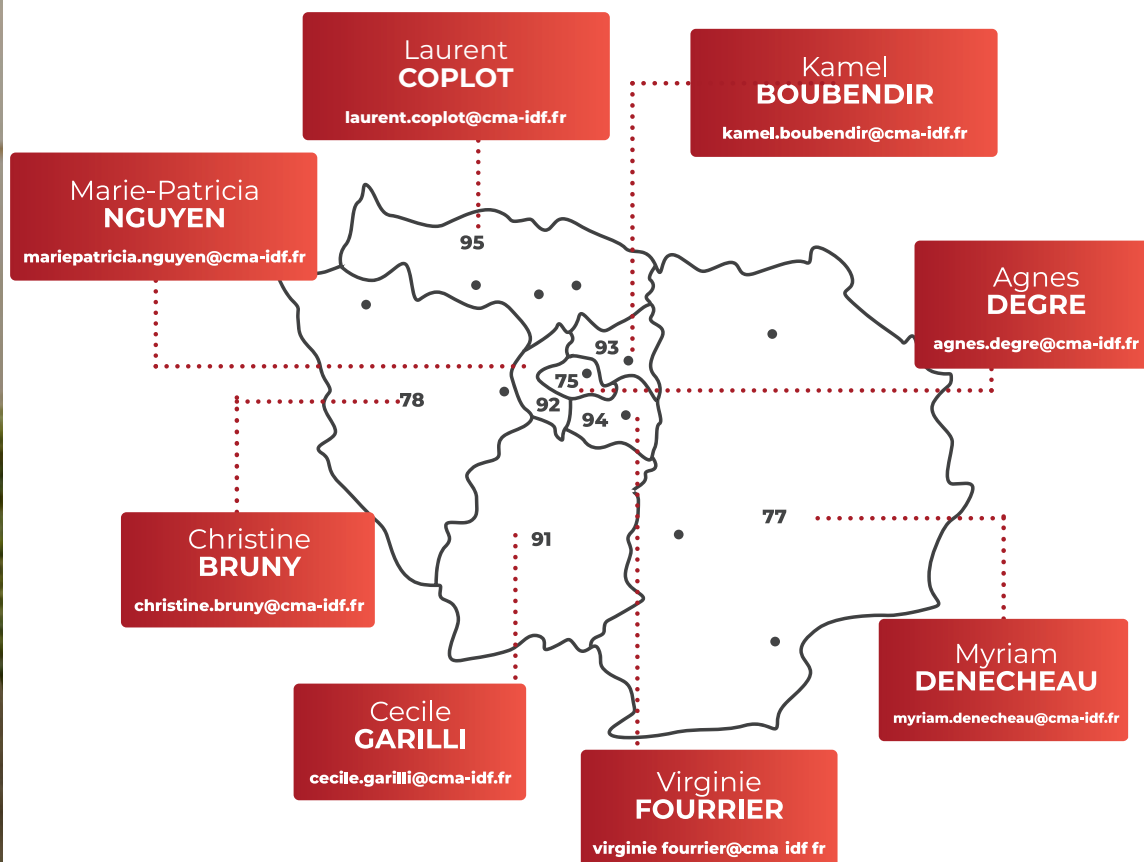 Laurent
COPLOT
laurent.coplot@cma-idf.fr
Kamel
BOUBENDIR
kamel.boubendir@cma-idf.fr
Marie-Patricia
NGUYEN
mariepatricia.nguyen@cma-idf.fr
Agnes
DEGRE
agnes.degre@cma-idf.fr
95
93
75
92
94
78
77
91
Christine
BRUNY
christine.bruny@cma-idf.fr
Myriam
DENECHEAU
myriam.denecheau@cma-idf.fr
Cecile
GARILLI
cecile.garilli@cma-idf.fr
Virginie
FOURRIER
virginie fourrier@cma idf fr